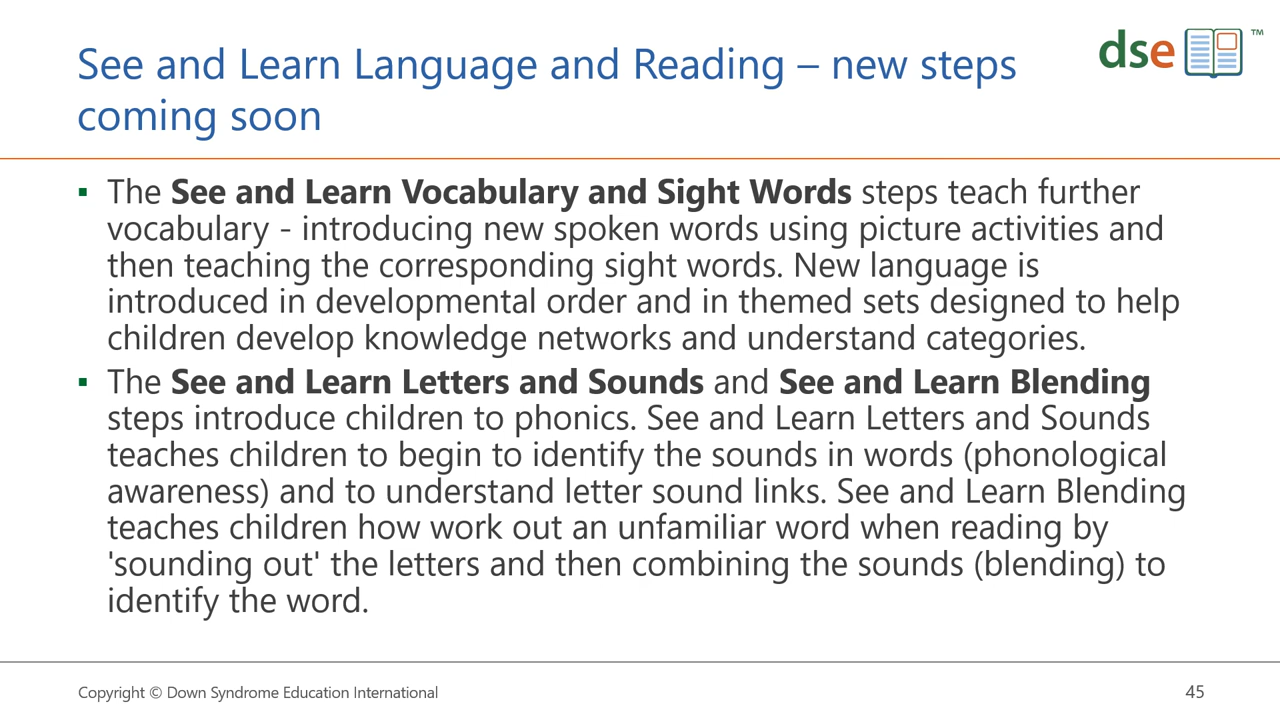 See and Learn Language and Reading – new steps
coming soon
dse ™
▪ The See and Learn Vocabulary and Sight Words steps teach further
vocabulary - introducing new spoken words using picture activities and
then teaching the corresponding sight words. New language is
introduced in developmental order and in themed sets designed to help
children develop knowledge networks and understand categories.
▪ The See and Learn Letters and Sounds and See and Learn Blending
steps introduce children to phonics. See and Learn Letters and Sounds
teaches children to begin to identify the sounds in words (phonological
awareness) and to understand letter sound links. See and Learn Blending
teaches children how work out an unfamiliar word when reading by
'sounding out' the letters and then combining the sounds (blending) to
identify the word.
Copyright © Down Syndrome Education International
45